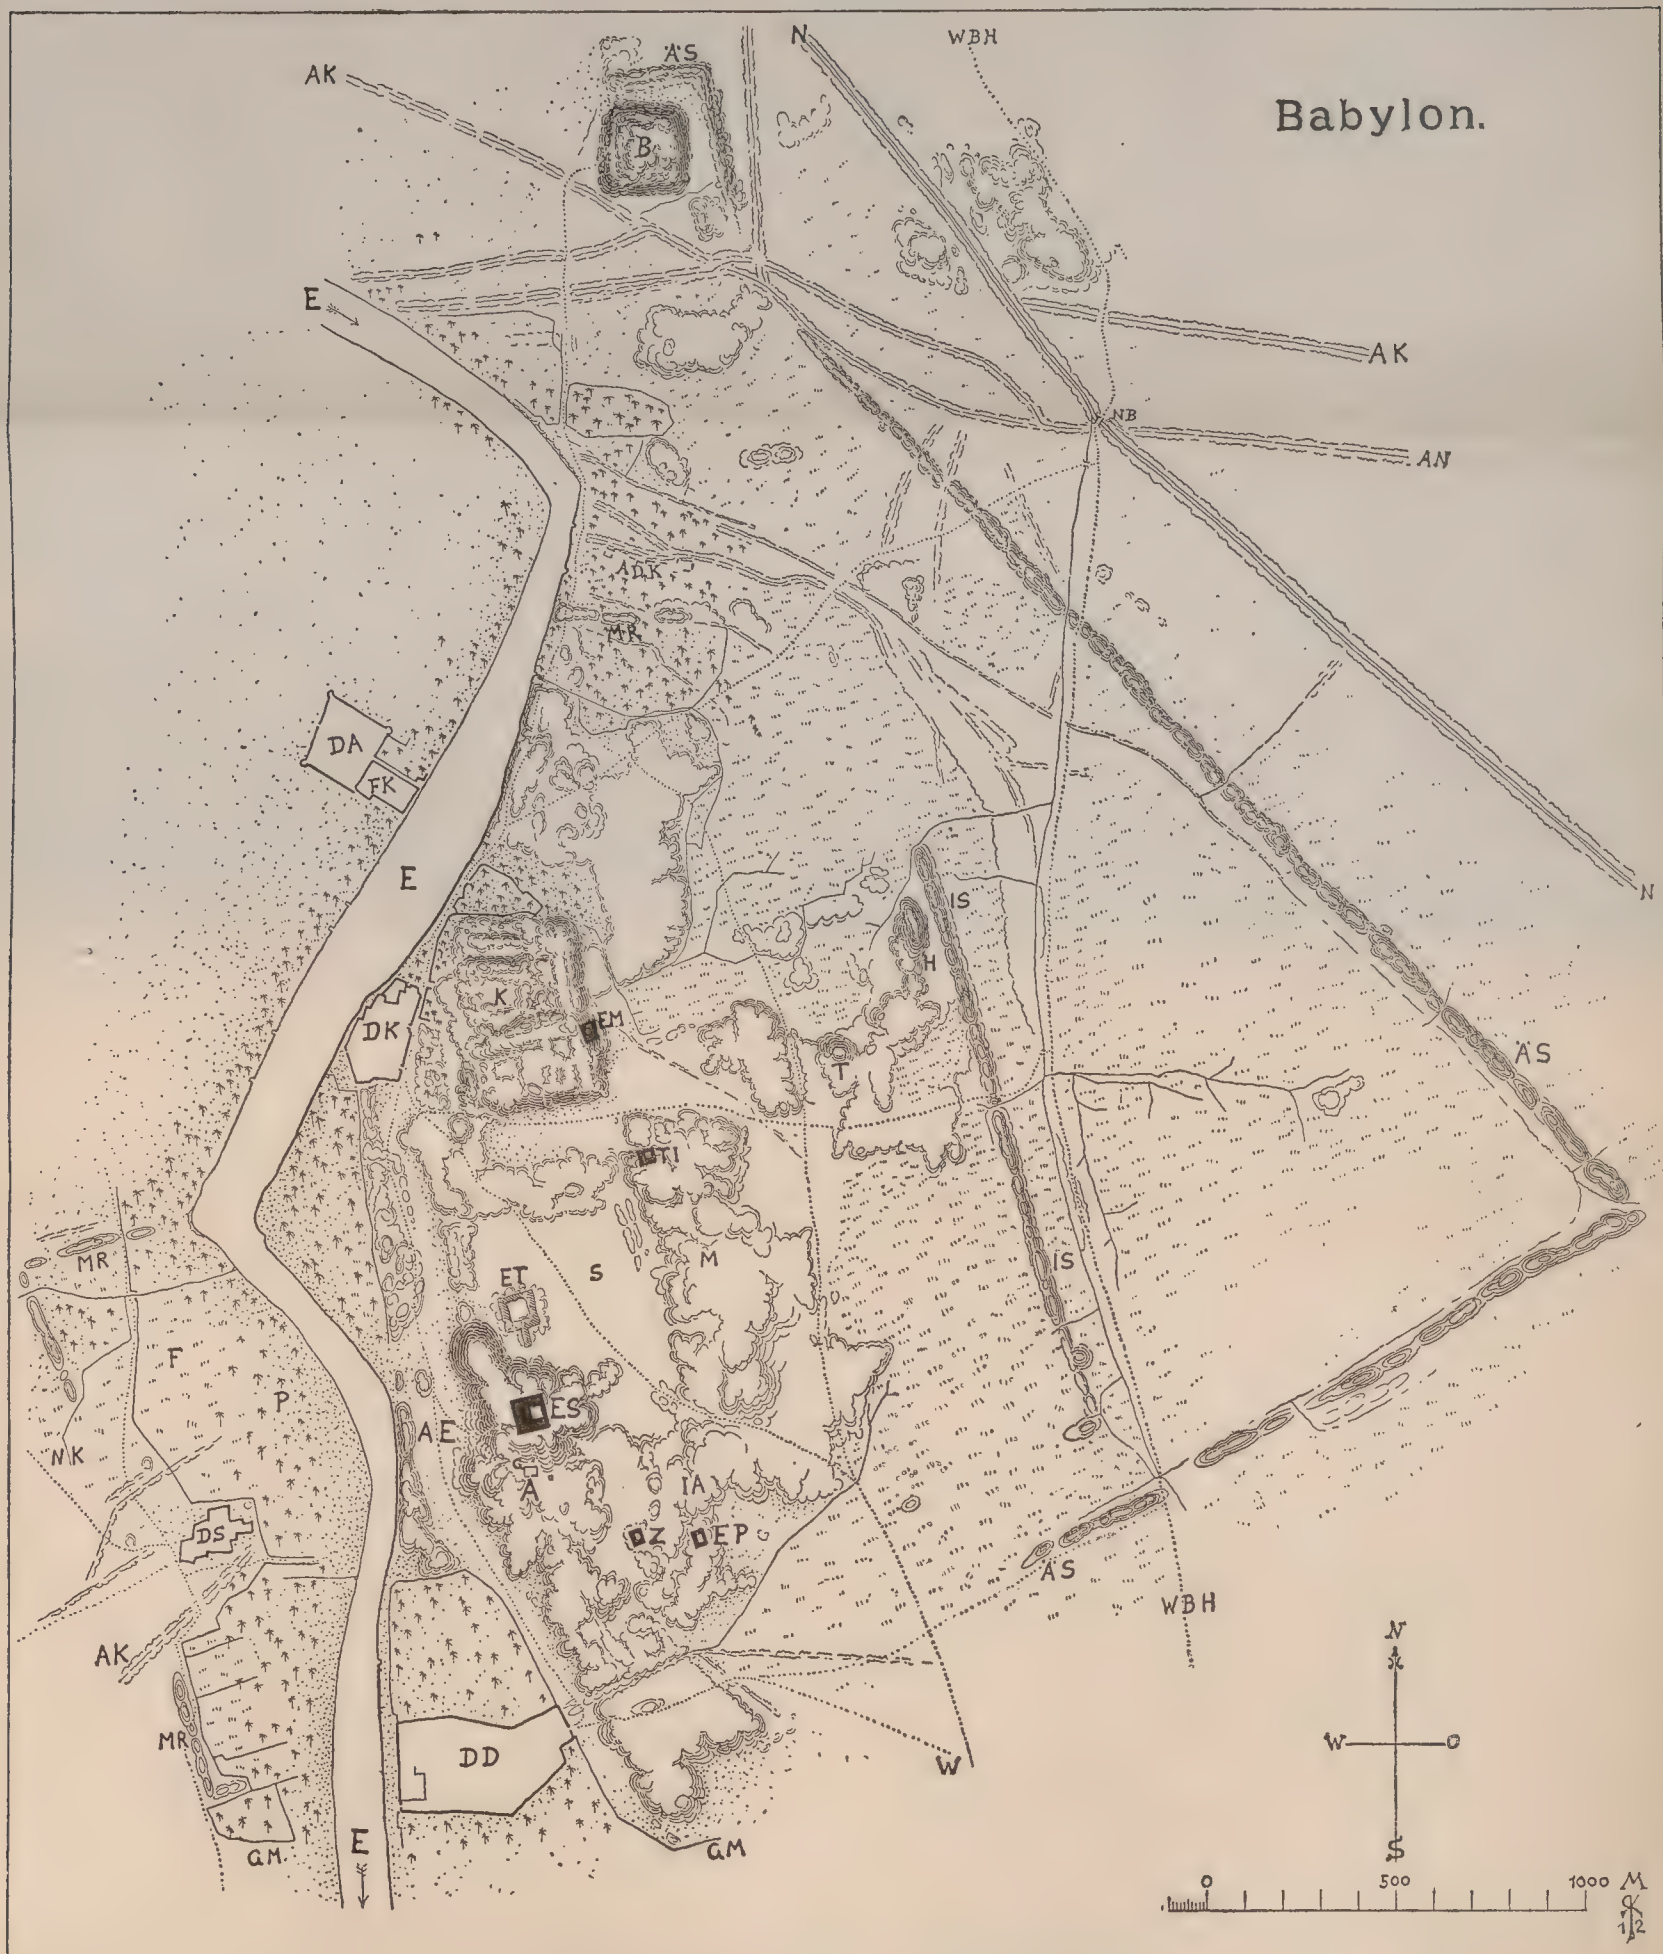 Babylon.
AK
ÄS
N
WBH
B
E
AK
NB
AN
ADK
MR
DA
FK
E
N
IS
H
K
EM
DK
T
ÄS
TI
MR
ET
S
M
IS
F
P
NK
AE
ES
A
IA
DS
Z
EP
ÄS
WBH
AK
MR
DD
W
GM
E
GM
N
W
O
S
0
500
1000 M
12